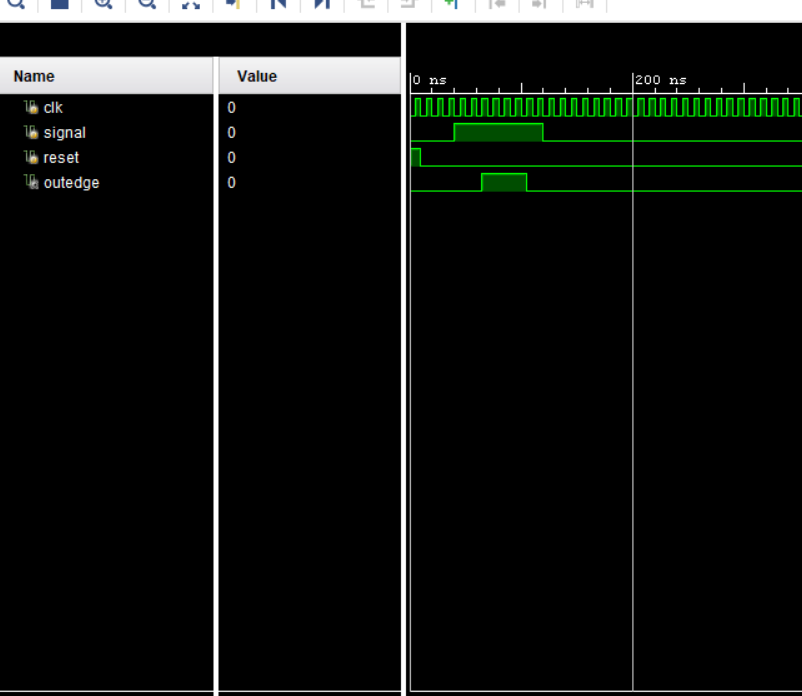 Name Value 0 ns 200 ns
clk 0
signal 0
reset 0
outedge 0